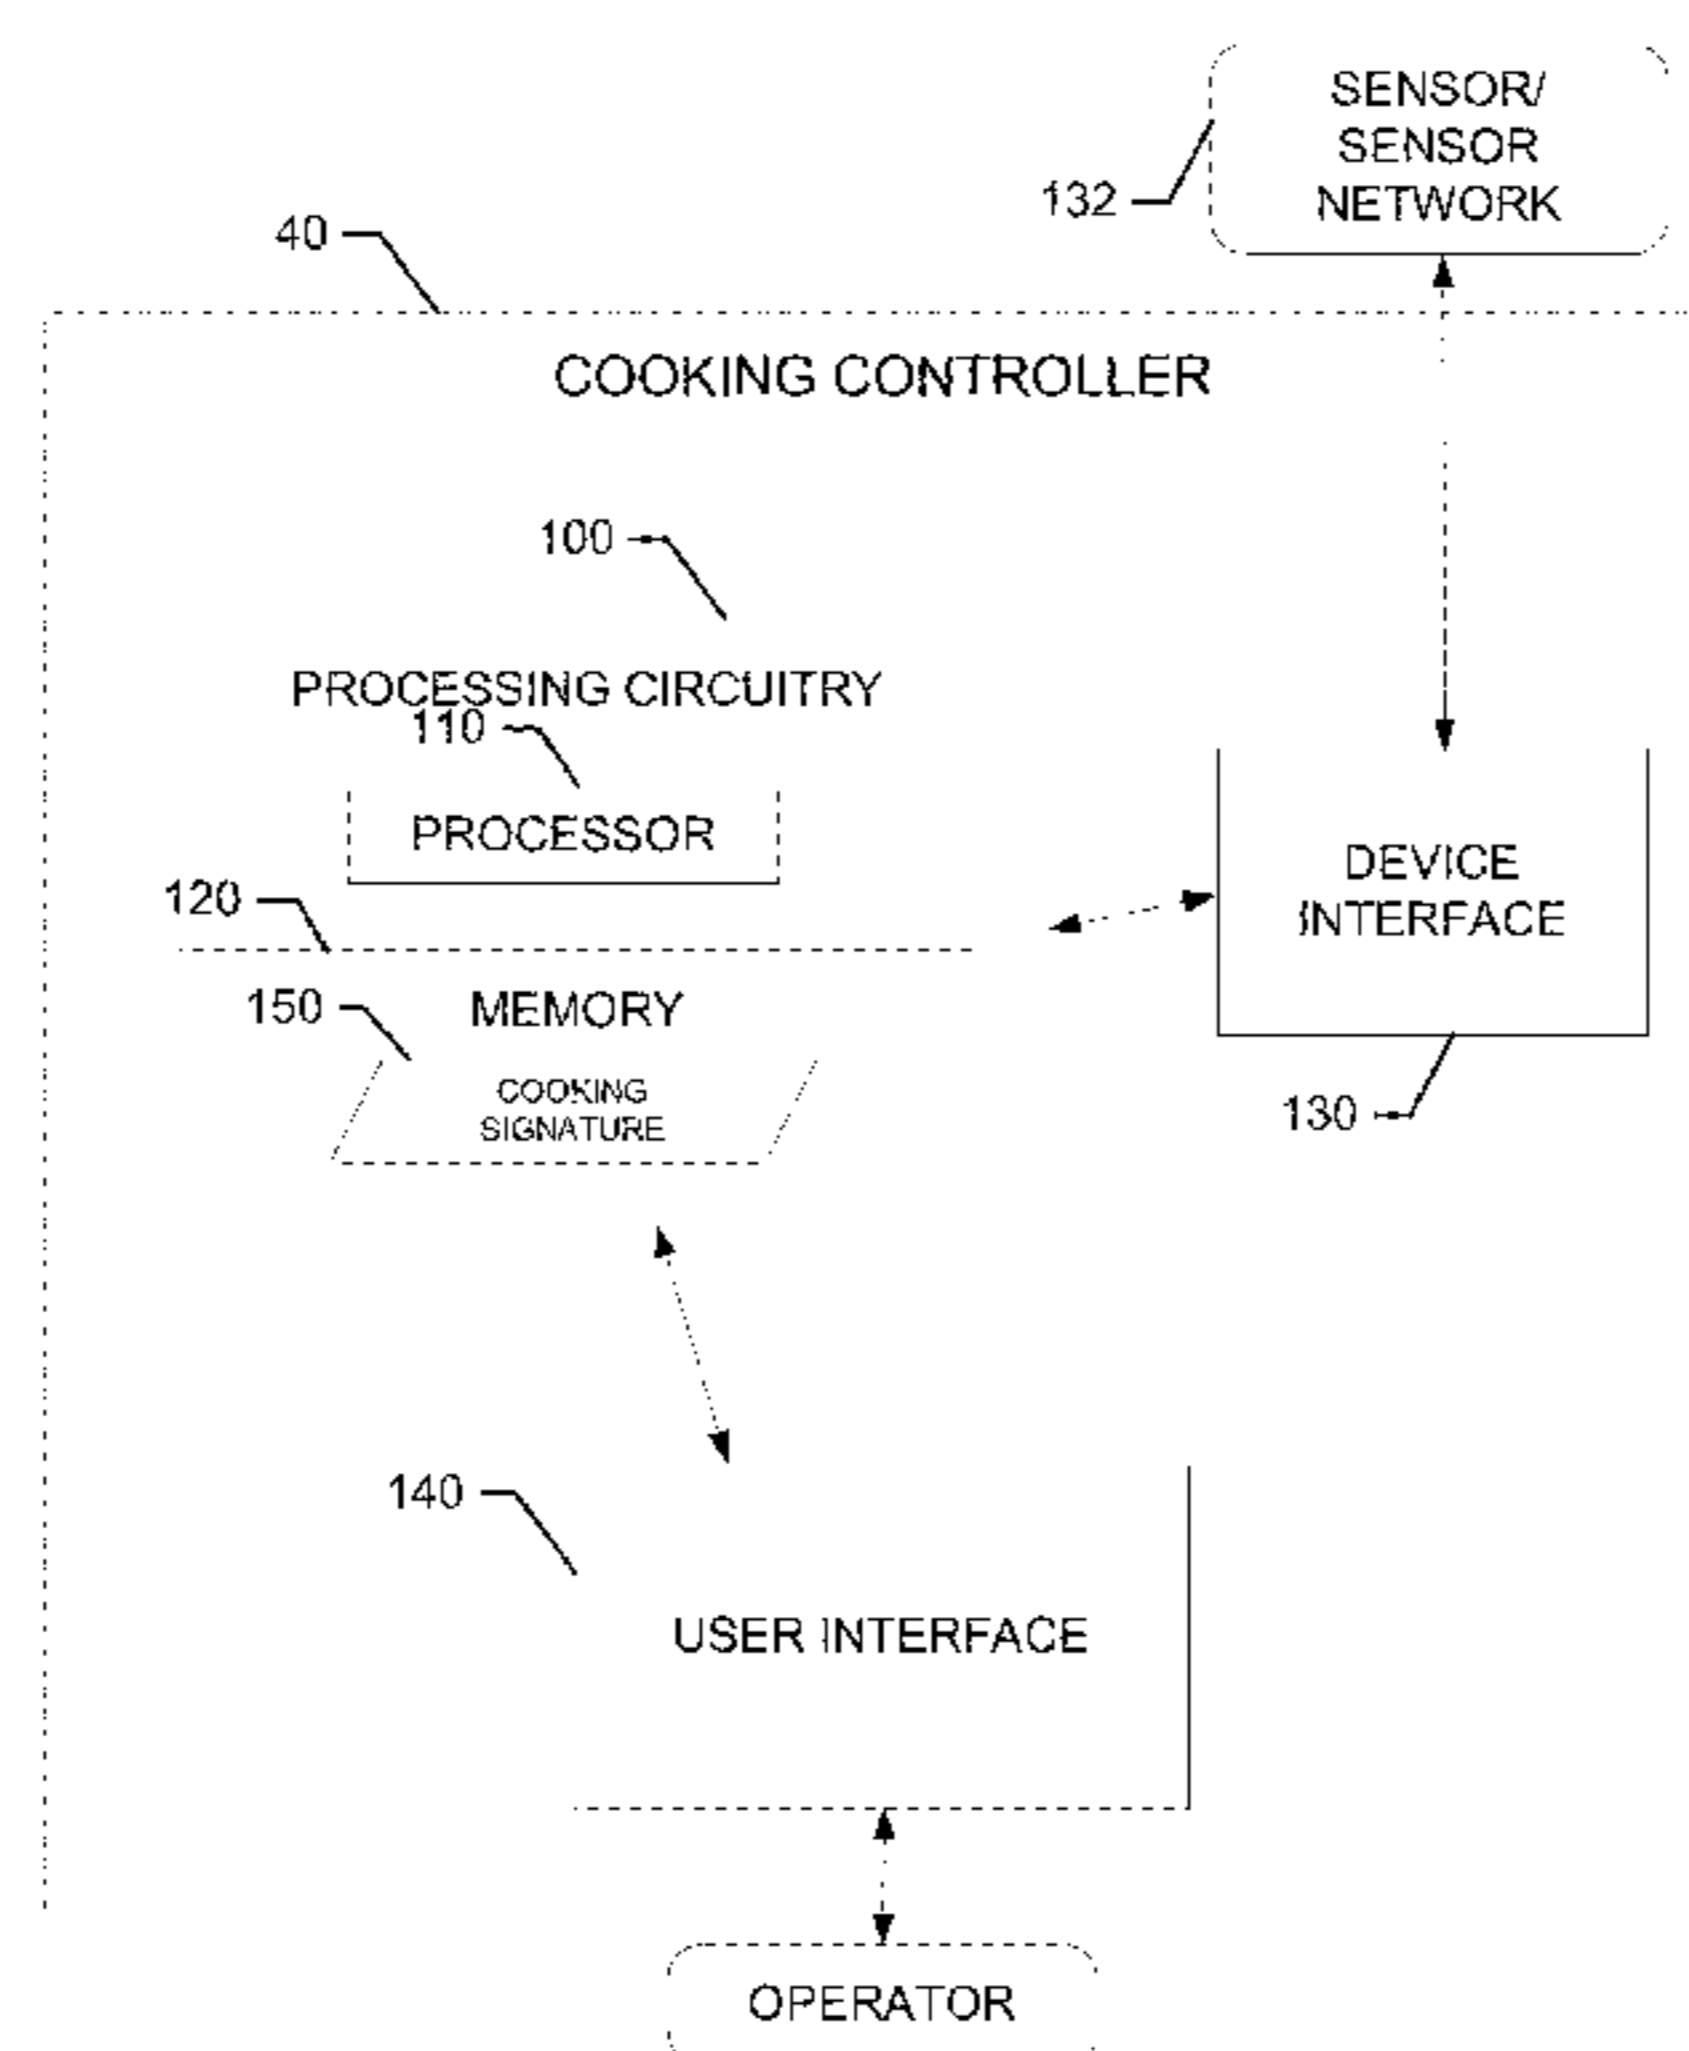 SENSOR/
SENSOR
NETWORK
132
40
COOKING CONTROLLER
100
PROCESSING CIRCUITRY
110
PROCESSOR
120
DEVICE
INTERFACE
150
MEMORY
COOKING
SIGNATURE
130
140
USER INTERFACE
OPERATOR